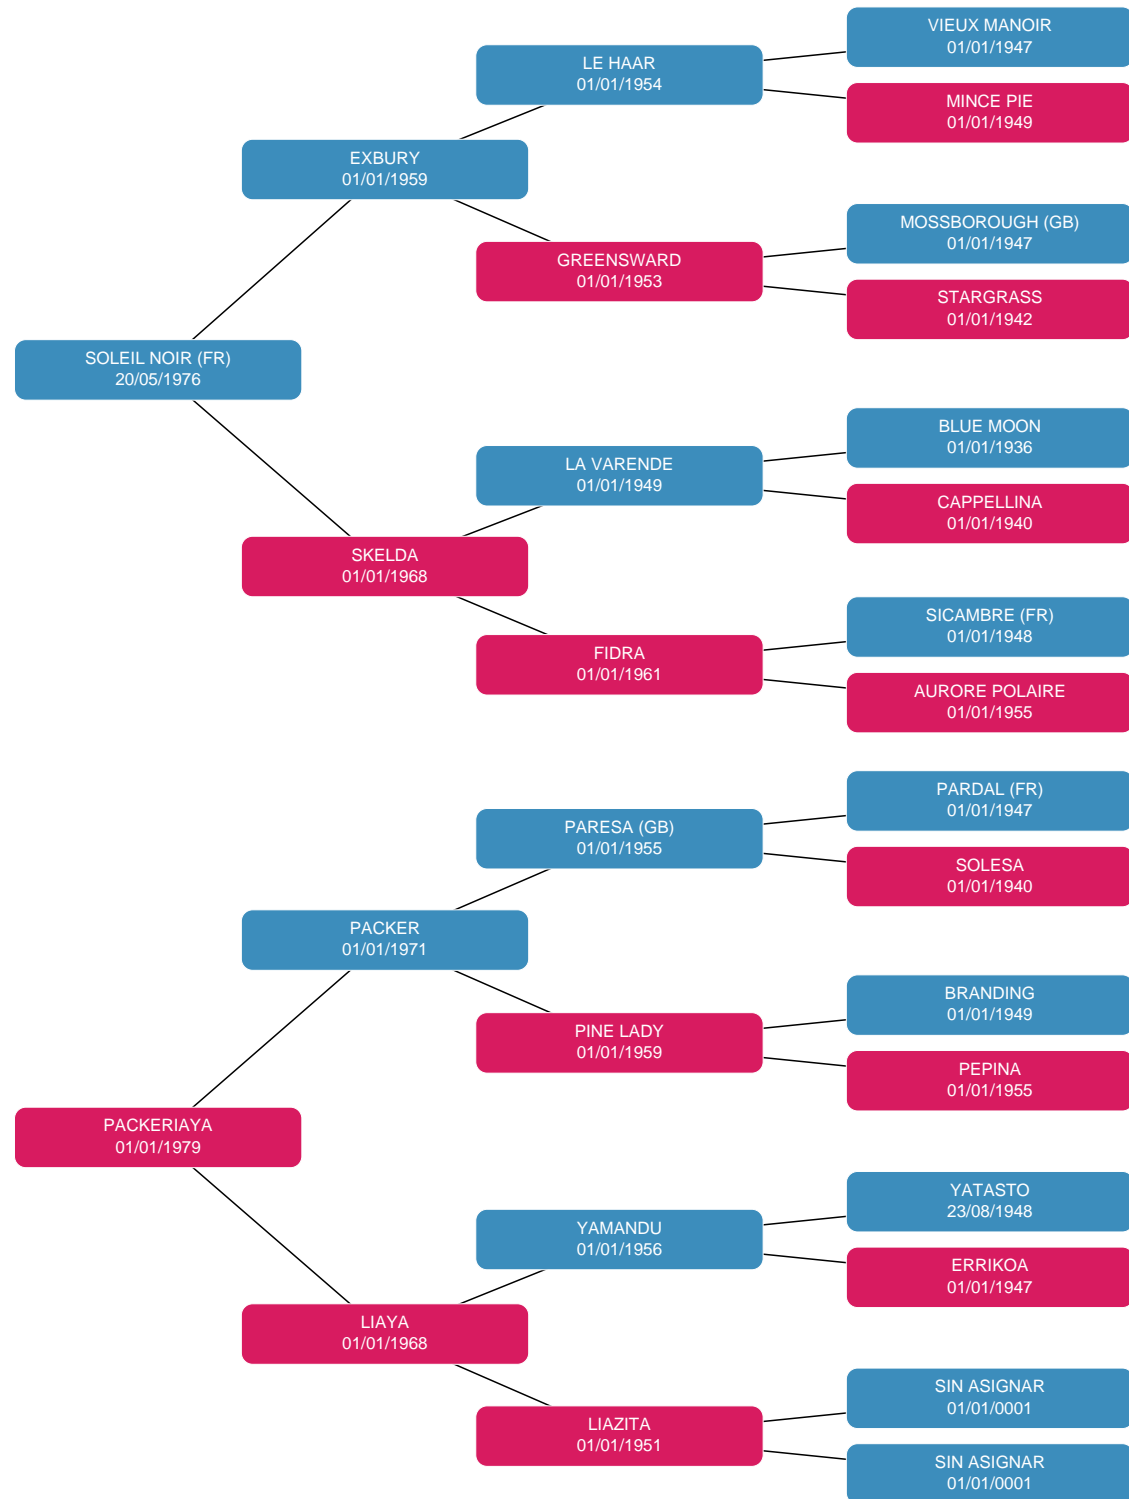 VIEUX MANOIR
01/01/1947
LE HAAR
01/01/1954
MINCE PIE
01/01/1949
EXBURY
01/01/1959
MOSSBOROUGH (GB)
01/01/1947
GREENSWARD
01/01/1953
STARGRASS
01/01/1942
SOLEIL NOIR (FR)
20/05/1976
BLUE MOON
01/01/1936
LA VARENDE
01/01/1949
CAPPELLINA
01/01/1940
SKELDA
01/01/1968
SICAMBRE (FR)
01/01/1948
FIDRA
01/01/1961
AURORE POLAIRE
01/01/1955
PARDAL (FR)
01/01/1947
PARESA (GB)
01/01/1955
SOLESA
01/01/1940
PACKER
01/01/1971
BRANDING
01/01/1949
PINE LADY
01/01/1959
PEPINA
01/01/1955
PACKERIAYA
01/01/1979
YATASTO
23/08/1948
YAMANDU
01/01/1956
ERRIKOA
01/01/1947
LIAYA
01/01/1968
SIN ASIGNAR
01/01/0001
LIAZITA
01/01/1951
SIN ASIGNAR
01/01/0001